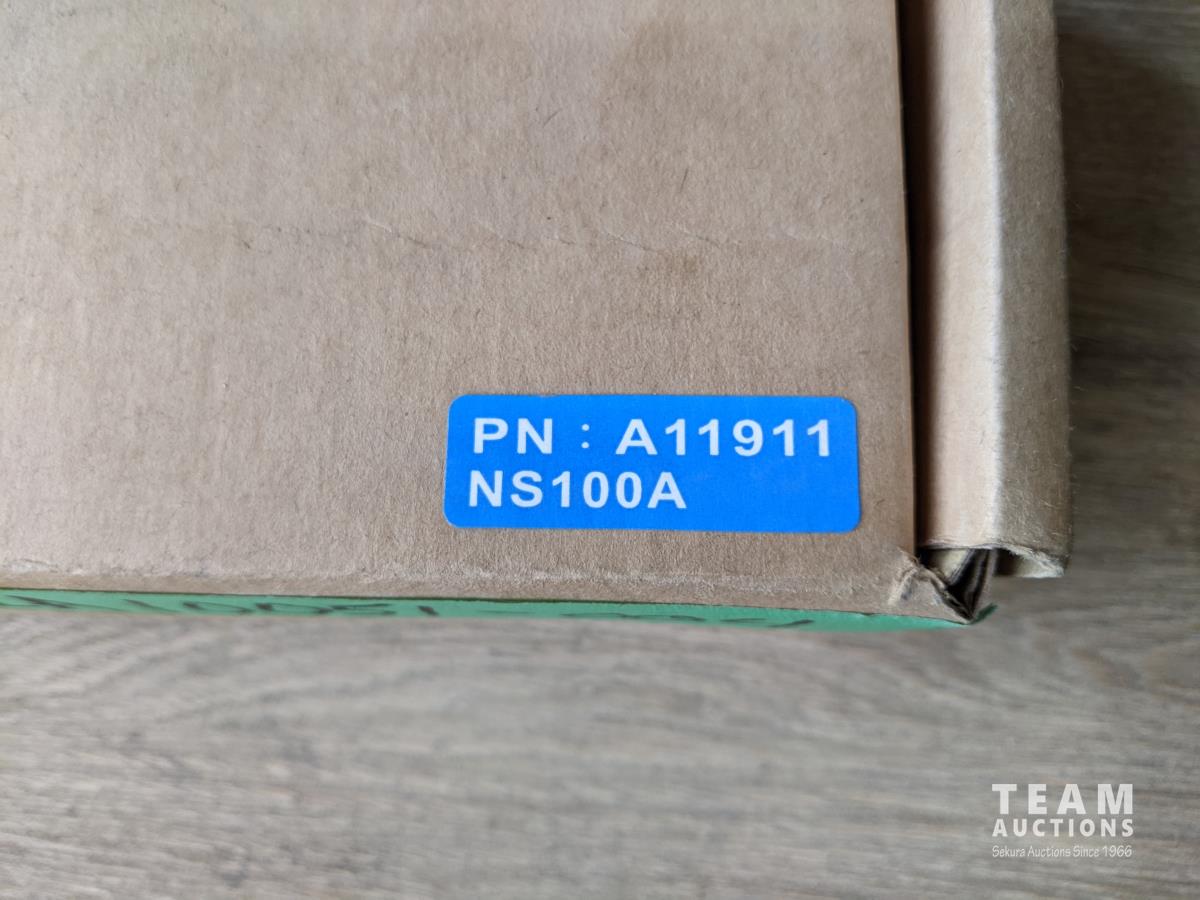 PN : A11911
NS100A
TEAM
AUCTIONS
Sekura Auctions Since 1966